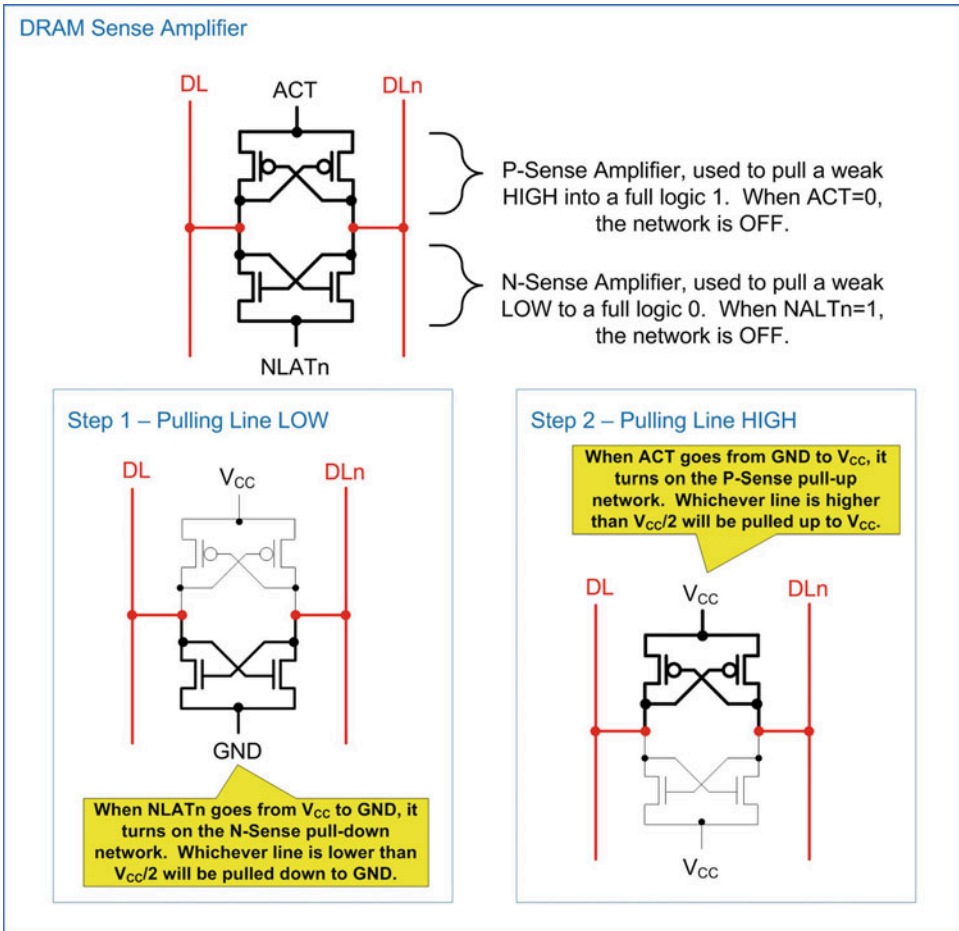 DRAM Sense Amplifier
DL
ACT
DLn
P-Sense Amplifier, used to pull a weak
HIGH into a full logic 1. When ACT=0,
the network is OFF.
N-Sense Amplifier, used to pull a weak
LOW to a full logic 0. When NALTn=1,
the network is OFF.
NLATn
Step 1 – Pulling Line LOW
DL
VCC
DLn
GND
When NLATn goes from VCC to GND, it
turns on the N-Sense pull-down
network. Whichever line is lower than
VCC/2 will be pulled down to GND.
Step 2 – Pulling Line HIGH
When ACT goes from GND to VCC, it
turns on the P-Sense pull-up
network. Whichever line is higher
than VCC/2 will be pulled up to VCC.
DL
VCC
DLn
VCC